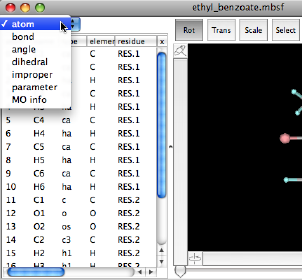 ethyl_benzoate.mbsf
✓ atom
bond
angle
dihedral
improper
parameter
MO info
elemen residue x
Rot Trans Scale Select
C RES.1
H RES.1
C RES.1
H RES.1
5 C4 ca C RES.1
6 H4 ha H RES.1
7 C5 ca C RES.1
8 H5 ha H RES.1
9 C6 ca C RES.1
10 H6 ha H RES.1
11 C1 c C RES.2
12 O1 o O RES.2
13 O2 os O RES.2
14 C2 c3 C RES.2
15 H2 h1 H RES.2
16 H3 h1 H RES.2